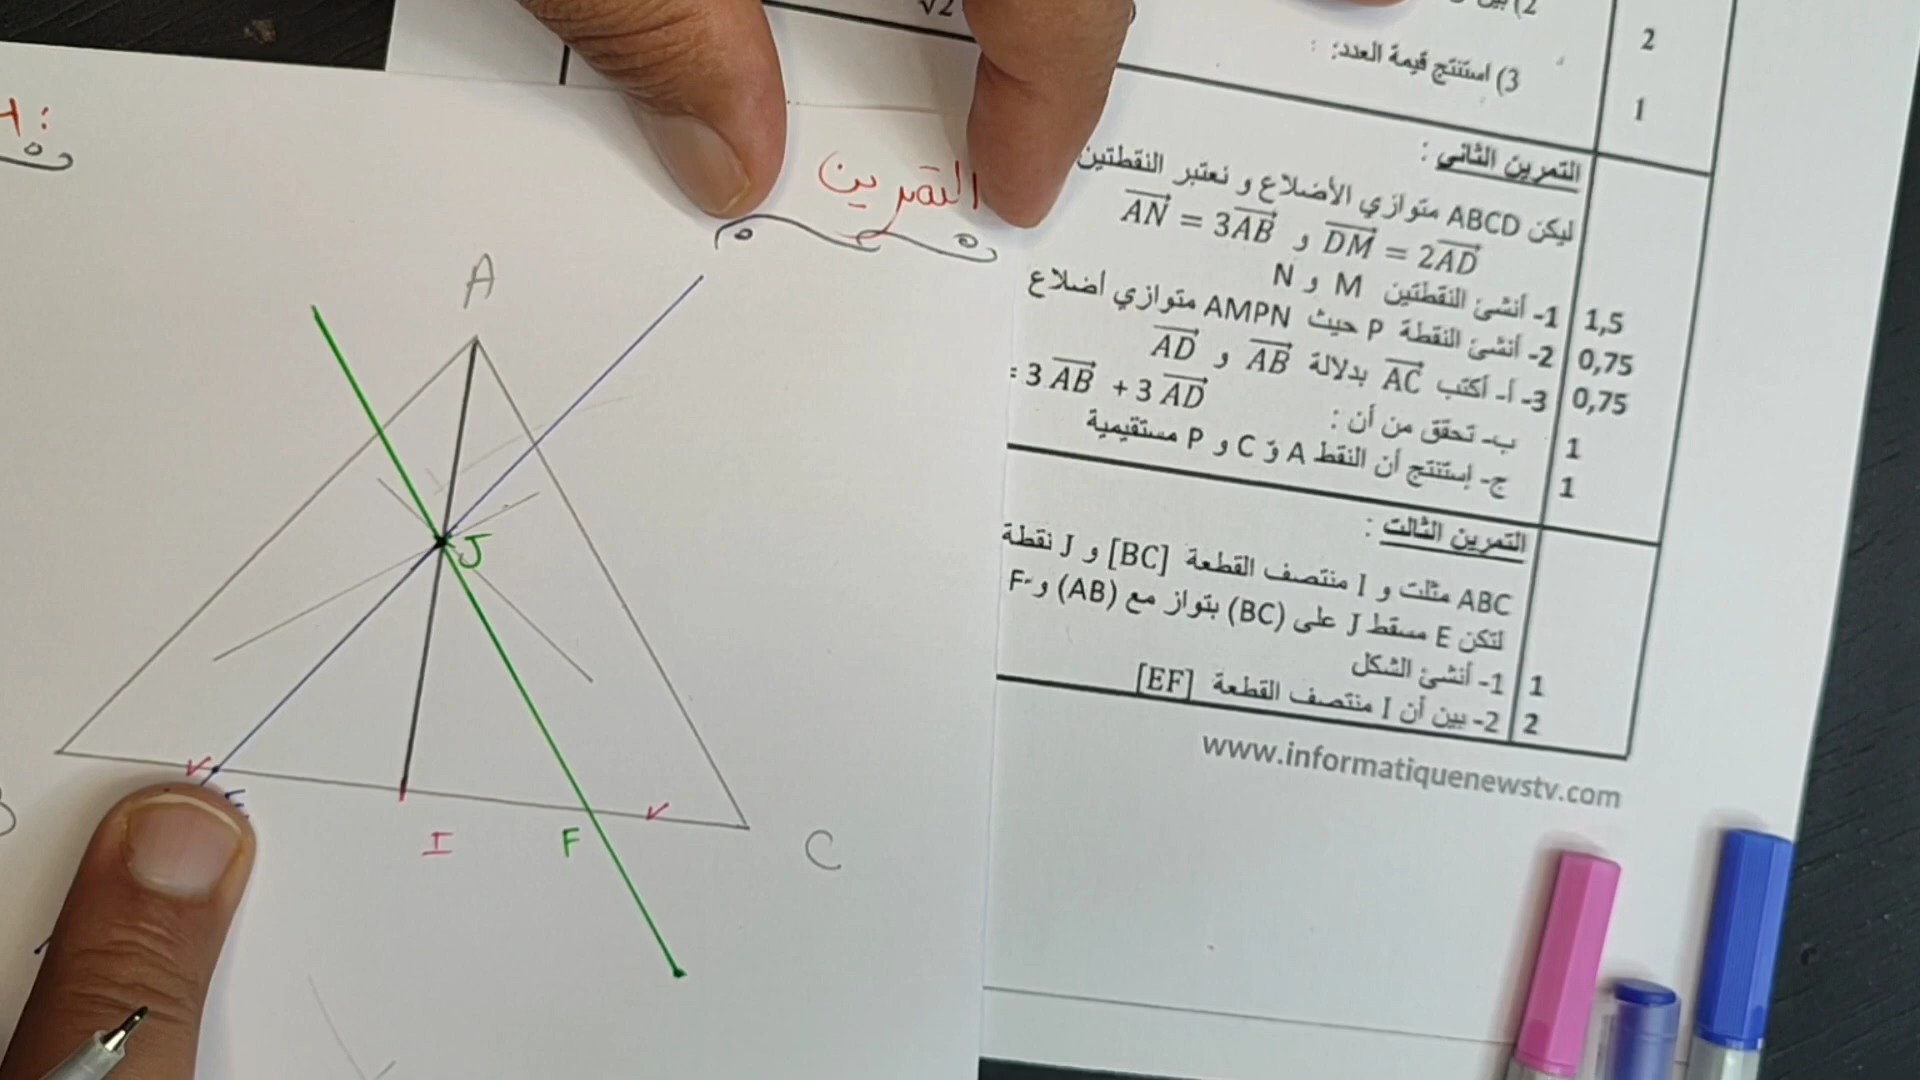 H :
التمرين
A
J
B
E
I
F
C
√2
2
3) استنتج قيمة العدد:
1
التمرين الثاني :
ليكن ABCD متوازي الأضلاع و نعتبر النقطتين
AN = 3AB و DM = 2AD
1- أنشئ النقطتين M و N 1,5
2- أنشئ النقطة P حيث AMPN متوازي أضلاع 0,75
3- أ- أكتب AC بدلالة AB و AD 0,75
ب- تحقق من أن : = 3 AB + 3 AD 1
ج- إستنتج أن النقط A و C و P مستقيمية 1
التمرين الثالث :
ABC مثلث و I منتصف القطعة [BC] و J نقطة
لتكن E مسقط J على (BC) بتواز مع (AB) و F
1- أنشئ الشكل 1
2- بين أن I منتصف القطعة [EF] 2
www.informatiquenewstv.com